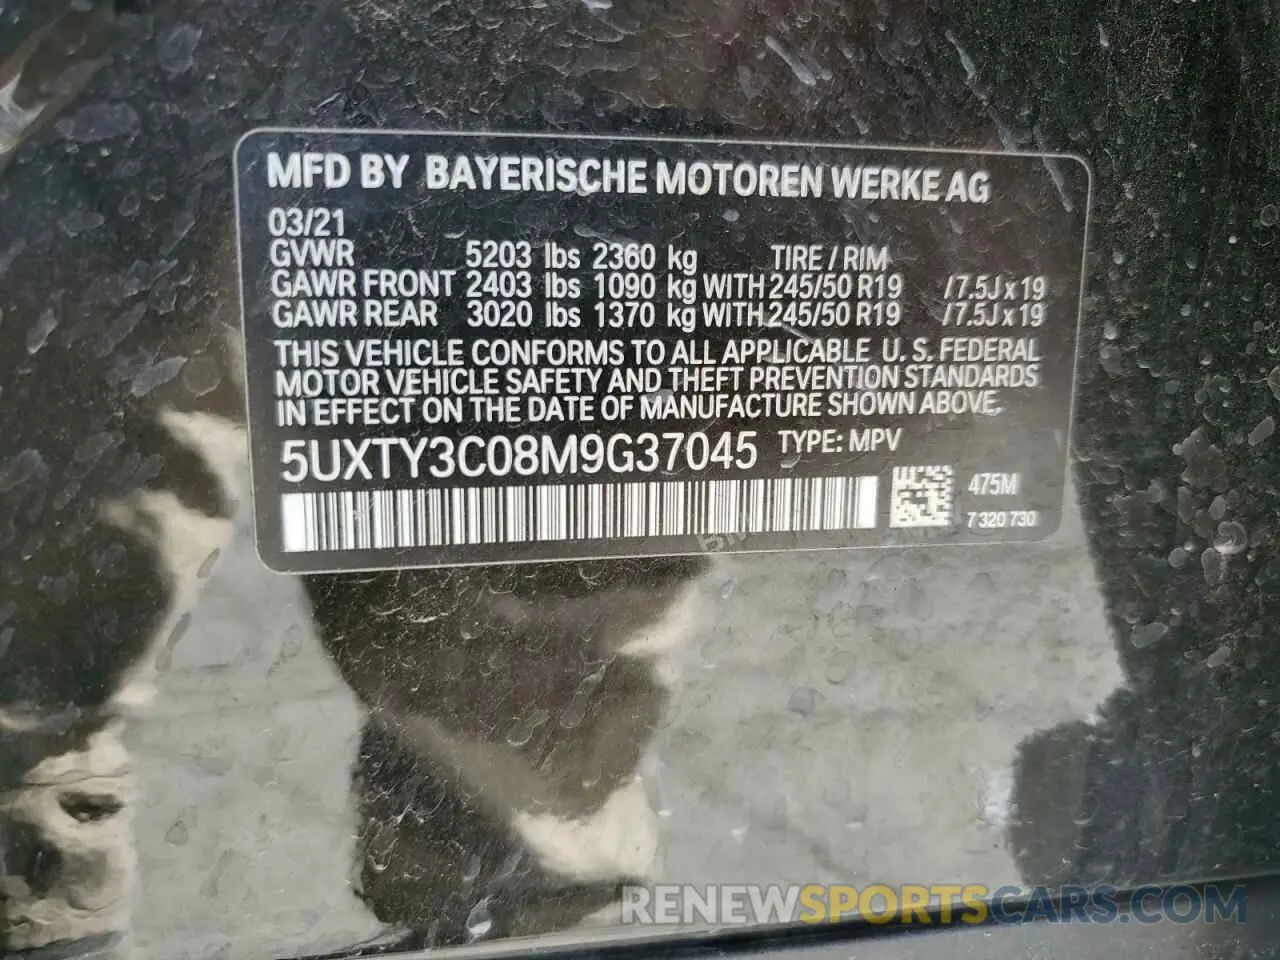 MFD BY BAYERISCHE MOTOREN WERKE AG
03/21
GVWR 5203 lbs 2360 kg TIRE / RIM
GAWR FRONT 2403 lbs 1090 kg WITH 245/50 R19 / 7.5J x 19
GAWR REAR 3020 lbs 1370 kg WITH 245/50 R19 / 7.5J x 19
THIS VEHICLE CONFORMS TO ALL APPLICABLE U. S. FEDERAL
MOTOR VEHICLE SAFETY AND THEFT PREVENTION STANDARDS
IN EFFECT ON THE DATE OF MANUFACTURE SHOWN ABOVE.
5UXTY3C08M9G37045 TYPE: MPV
475M
7 320 730
RENEWSPORTSCARS.COM